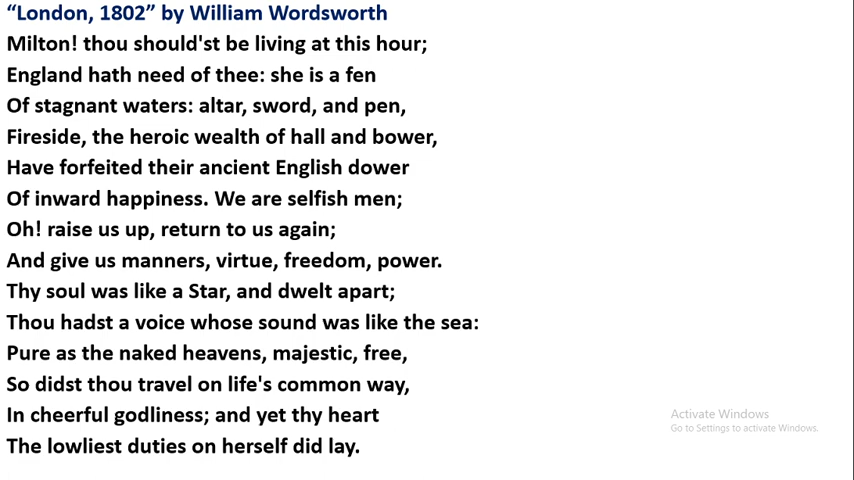 “London, 1802” by William Wordsworth
Milton! thou should'st be living at this hour;
England hath need of thee: she is a fen
Of stagnant waters: altar, sword, and pen,
Fireside, the heroic wealth of hall and bower,
Have forfeited their ancient English dower
Of inward happiness. We are selfish men;
Oh! raise us up, return to us again;
And give us manners, virtue, freedom, power.
Thy soul was like a Star, and dwelt apart;
Thou hadst a voice whose sound was like the sea:
Pure as the naked heavens, majestic, free,
So didst thou travel on life's common way,
In cheerful godliness; and yet thy heart
The lowliest duties on herself did lay.
Activate Windows
Go to Settings to activate Windows.